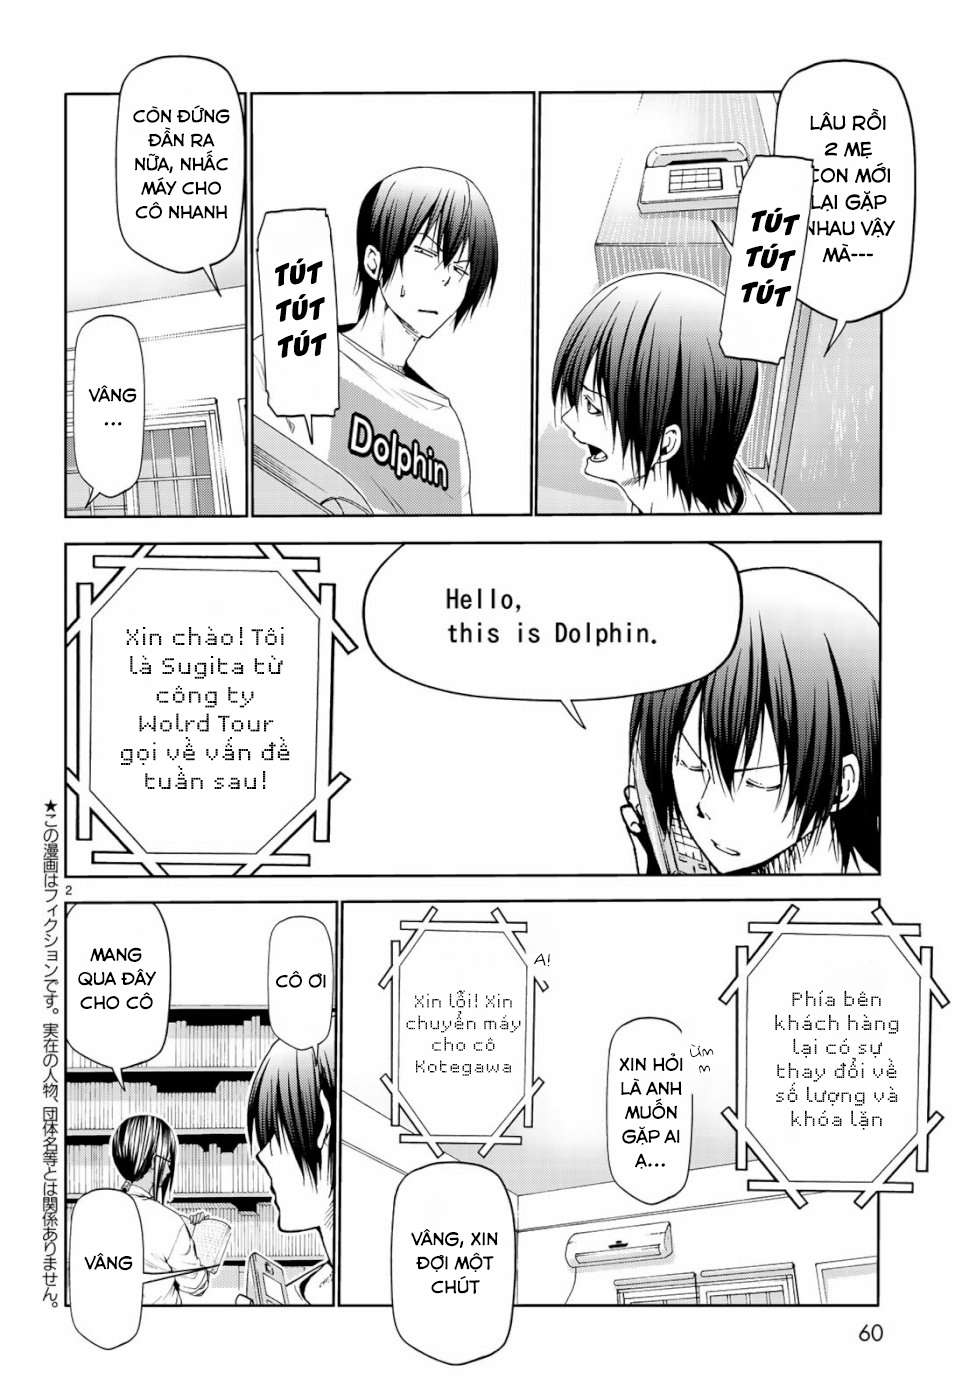 LÂU RỒI
2 MẸ
CON MỚI
LẠI GẶP
NHAU VẬY
MÀ---
TÚT
TÚT
TÚT
TÚT
TÚT
TÚT
Dolphin
CÒN ĐỨNG
ĐẦN RA
NỮA, NHẤC
MÁY CHO
CÔ NHANH
VÂNG
...
Hello,
this is Dolphin.
Xin chào! Tôi
là Sugita từ
công ty
Wolrd Tour
gọi về vấn đề
tuần sau!
Phía bên
khách hàng
lại có sự
thay đổi về
số lượng và
khóa lặn
ừm
m
XIN HỎI
LÀ ANH
MUỐN
GẶP AI
Ạ...
A!
Xin lỗi! Xin
chuyển máy
cho cô
Kotegawa
VÂNG, XIN
ĐỢI MỘT
CHÚT
CÔ ƠI
MANG
QUA ĐÂY
CHO CÔ
VÂNG
★この漫画はフィクションです。実在の人物、団体名等とは関係ありません。
2
60